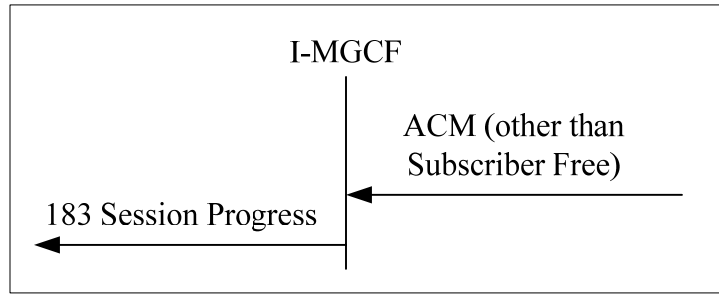 I-MGCF
ACM (other than
Subscriber Free)
183 Session Progress